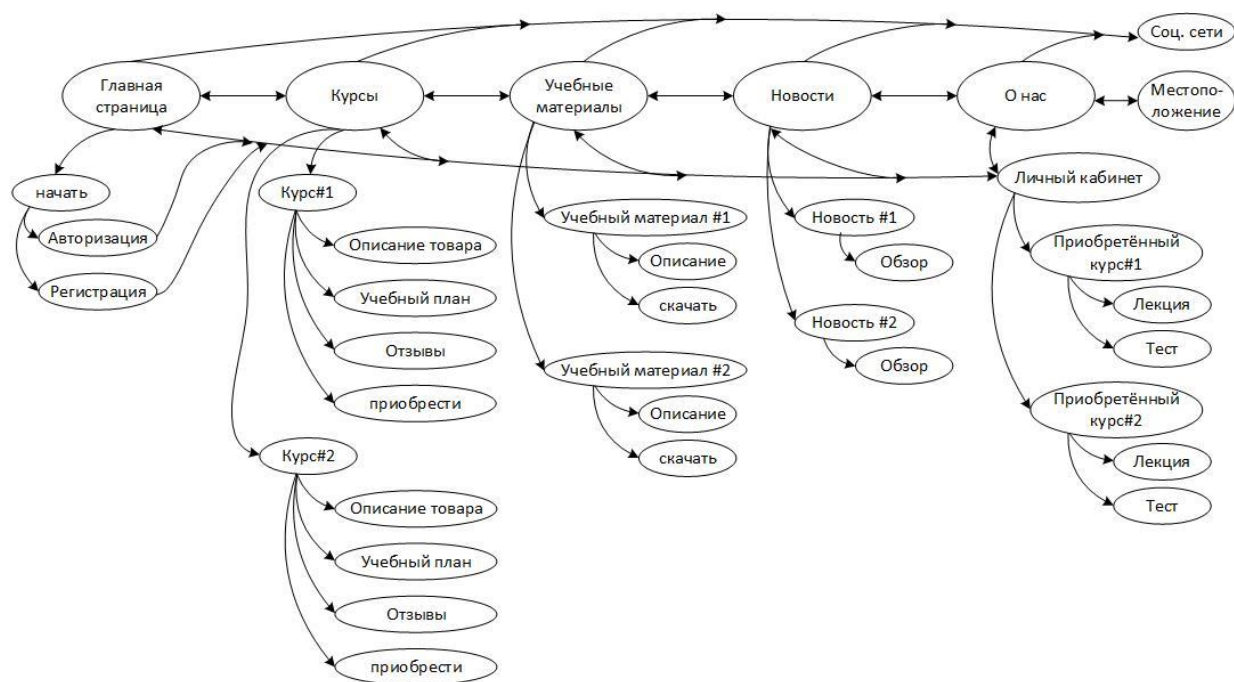 Соц. сети
Главная
страница
Курсы
Учебные
материалы
Новости
О нас
Местопо-
ложение
начать
Авторизация
Регистрация
Курс#1
Описание товара
Учебный план
Отзывы
приобрести
Курс#2
Описание товара
Учебный план
Отзывы
приобрести
Учебный материал #1
Описание
скачать
Учебный материал #2
Описание
скачать
Новость #1
Обзор
Новость #2
Обзор
Личный кабинет
Приобретённый
курс#1
Лекция
Тест
Приобретённый
курс#2
Лекция
Тест